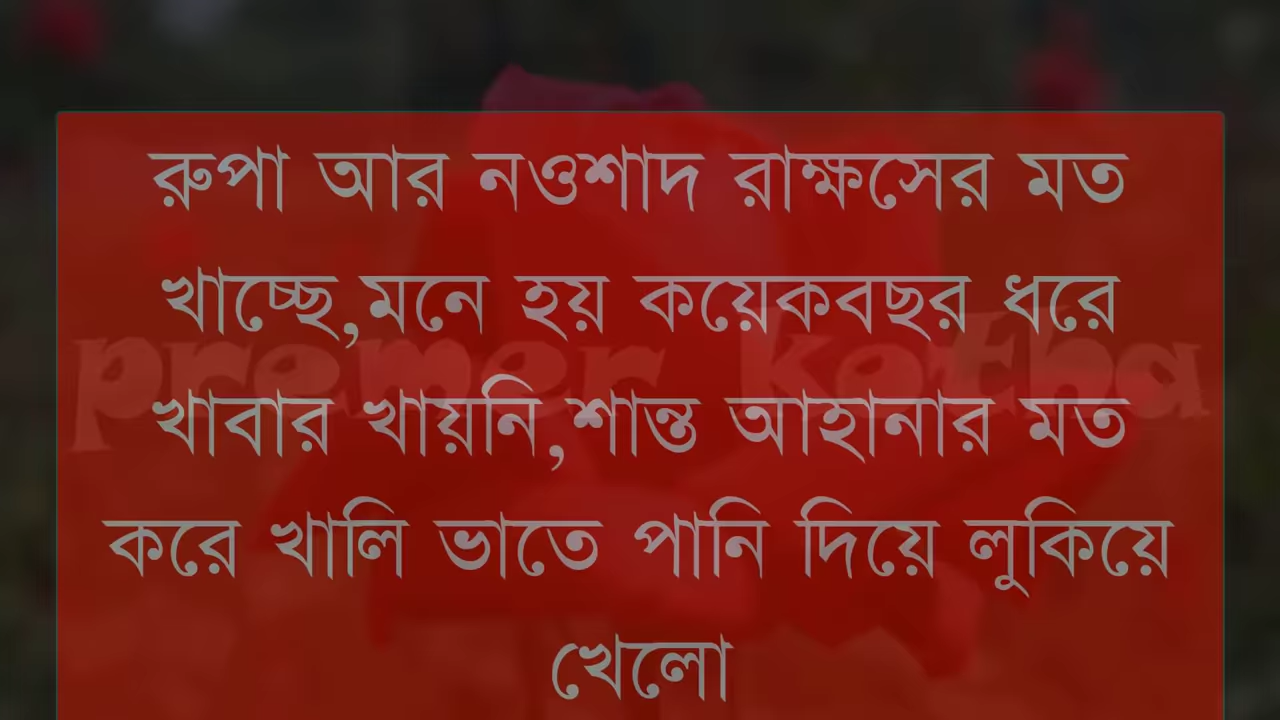 রুপা আর নওশাদ রাক্ষসের মত
খাচ্ছে,মনে হয় কয়েকবছর ধরে
premer kotha
খাবার খায়নি,শান্ত আহানার মত
করে খালি ভাতে পানি দিয়ে লুকিয়ে
খেলো